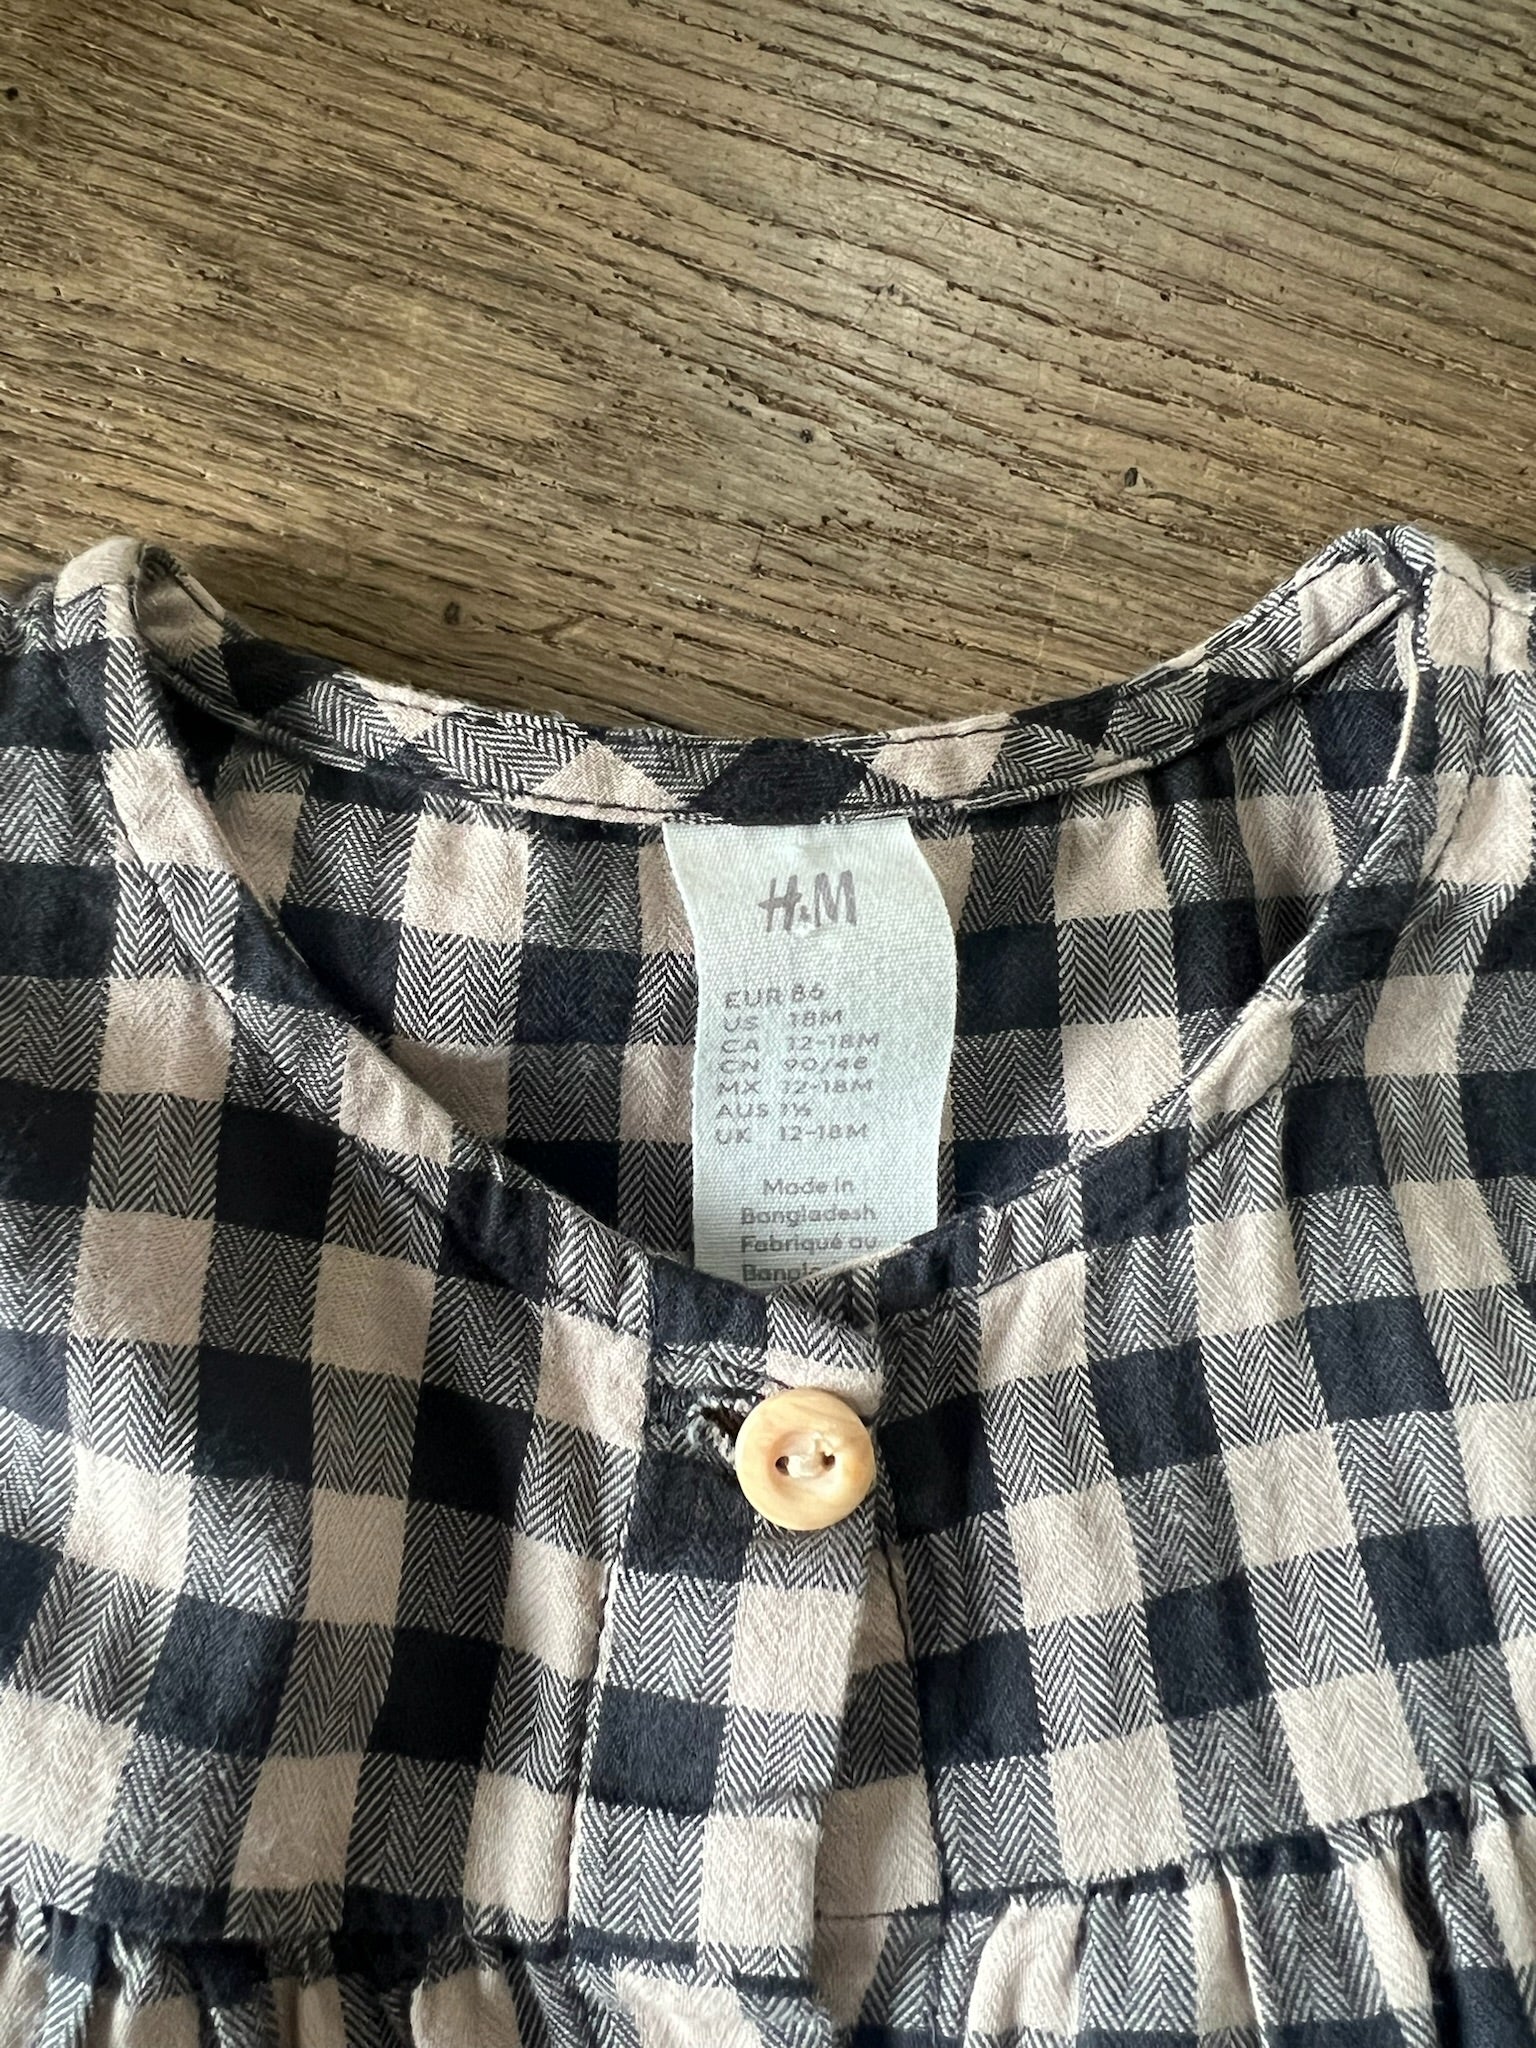 H&M
EUR 86
US 18M
CA 12-18M
CN 90/48
MX 12-18M
AUS 1½
UK 12-18M
Made in
Bangladesh
Fabriqué au